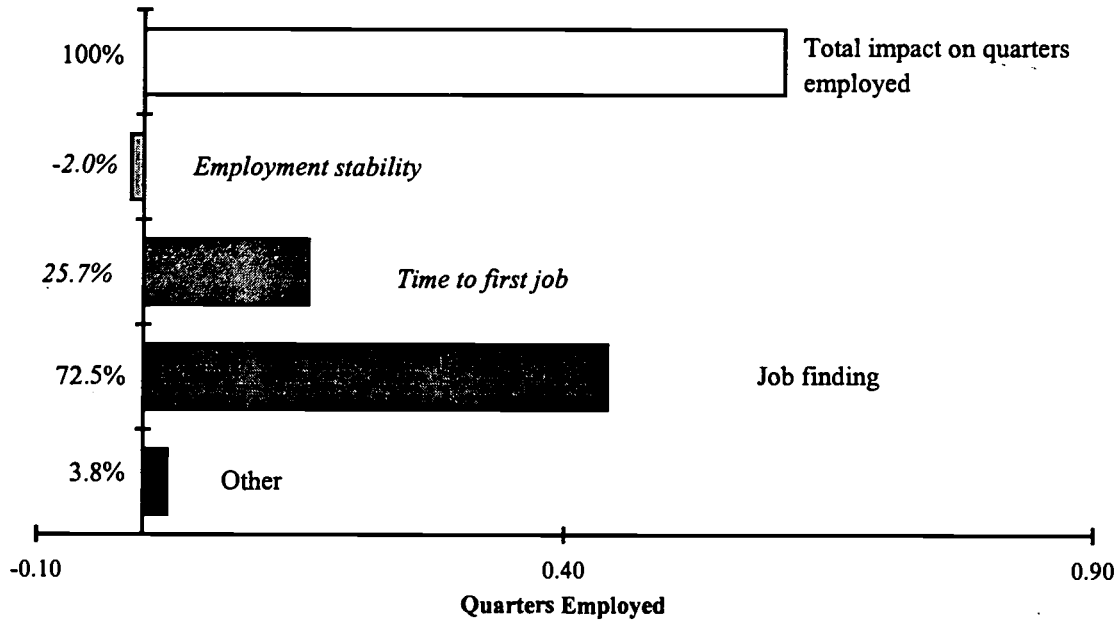 100%
Total impact on quarters
employed
-2.0%
Employment stability
25.7%
Time to first job
72.5%
Job finding
3.8%
Other
-0.10
0.40
0.90
Quarters Employed